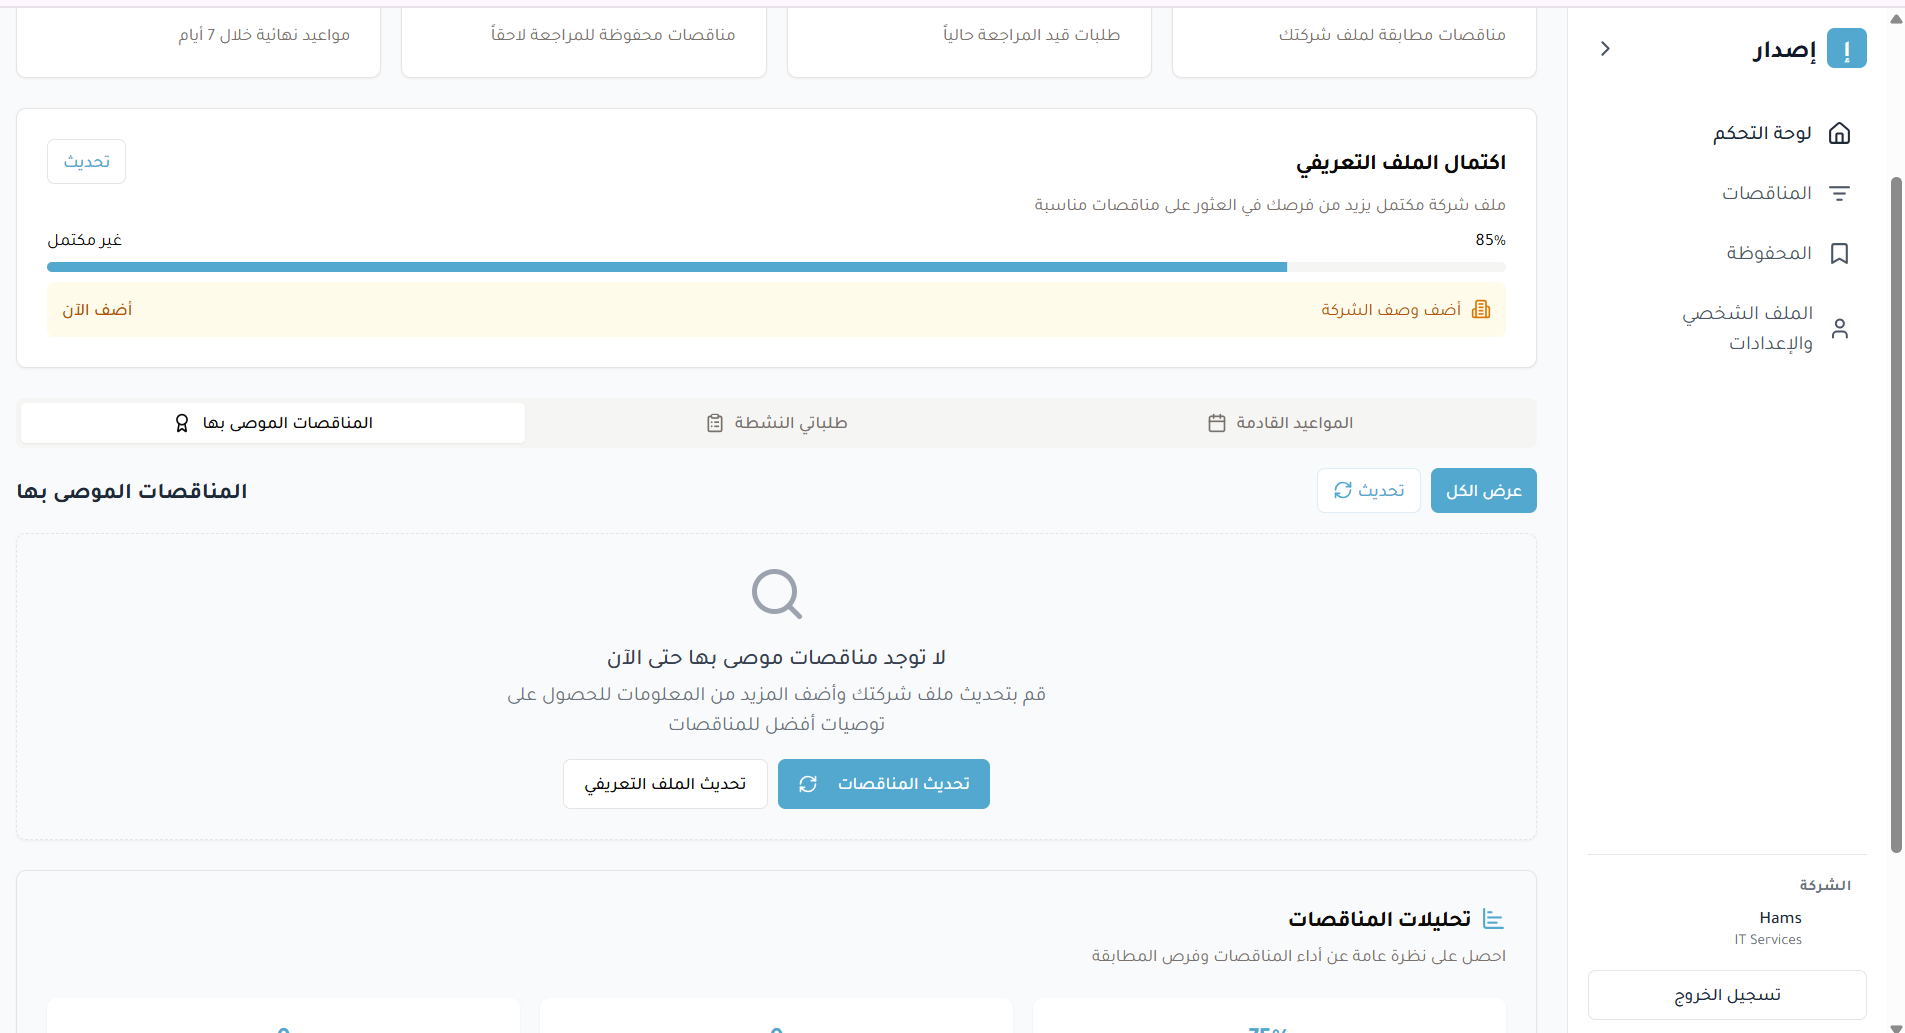 إ
إصدار
لوحة التحكم
المناقصات
المحفوظة
الملف الشخصي
والإعدادات
الشركة
Hams
IT Services
تسجيل الخروج
مناقصات مطابقة لملف شركتك
طلبات قيد المراجعة حالياً
مناقصات محفوظة للمراجعة لاحقاً
مواعيد نهائية خلال 7 أيام
اكتمال الملف التعريفي
تحديث
ملف شركة مكتمل يزيد من فرصك في العثور على مناقصات مناسبة
85%
غير مكتمل
أضف وصف الشركة
أضف الآن
المواعيد القادمة
طلباتي النشطة
المناقصات الموصى بها
عرض الكل
تحديث
المناقصات الموصى بها
لا توجد مناقصات موصى بها حتى الآن
قم بتحديث ملف شركتك وأضف المزيد من المعلومات للحصول على
توصيات أفضل للمناقصات
تحديث المناقصات
تحديث الملف التعريفي
تحليلات المناقصات
احصل على نظرة عامة عن أداء المناقصات وفرص المطابقة
75%